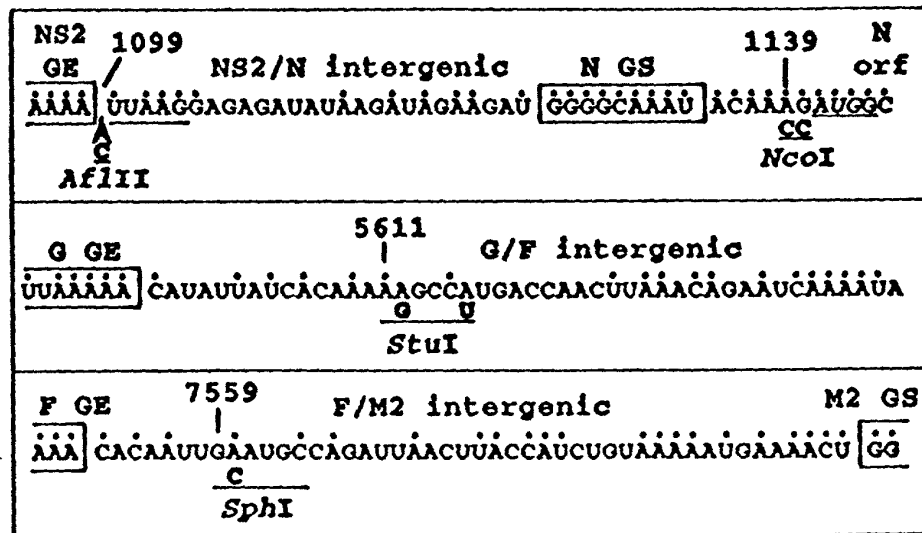 NS2 1099 1139 N
GE NS2/N intergenic N GS orf
AAAA UUAAGGAGAGAUAUAAGAUAGAAGAU GGGGCAAAU ACAAAGAUGGC
C CC
AflII NcoI
5611
G GE G/F intergenic
UUAAAAA CAUAUUAUCACAAAAAGCCAUGACCAACUUAAACAGAAUCAAAAUA
G U
StuI
7559
F GE F/M2 intergenic M2 GS
AAA CACAAUUGAAUGCCAGAUUAACUUACCAUCUGUAAAAAUGAAAACU GG
C
SphI